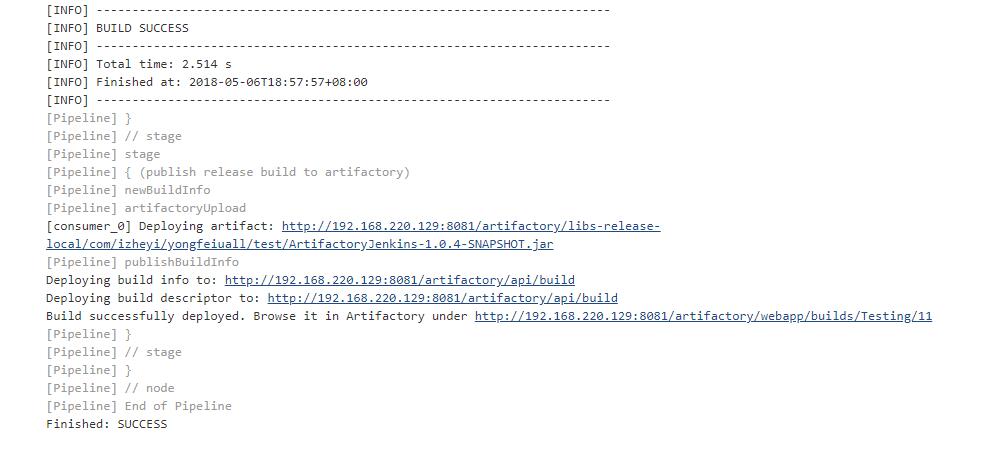 [INFO] ------------------------------------------------------------------------
[INFO] BUILD SUCCESS
[INFO] ------------------------------------------------------------------------
[INFO] Total time: 2.514 s
[INFO] Finished at: 2018-05-06T18:57:57+08:00
[INFO] ------------------------------------------------------------------------
[Pipeline] }
[Pipeline] // stage
[Pipeline] stage
[Pipeline] { (publish release build to artifactory)
[Pipeline] newBuildInfo
[Pipeline] artifactoryUpload
[consumer_0] Deploying artifact: http://192.168.220.129:8081/artifactory/libs-release-
local/com/izheyi/yongfeiuall/test/ArtifactoryJenkins-1.0.4-SNAPSHOT.jar
[Pipeline] publishBuildInfo
Deploying build info to: http://192.168.220.129:8081/artifactory/api/build
Deploying build descriptor to: http://192.168.220.129:8081/artifactory/api/build
Build successfully deployed. Browse it in Artifactory under http://192.168.220.129:8081/artifactory/webapp/builds/Testing/11
[Pipeline] }
[Pipeline] // stage
[Pipeline] }
[Pipeline] // node
[Pipeline] End of Pipeline
Finished: SUCCESS